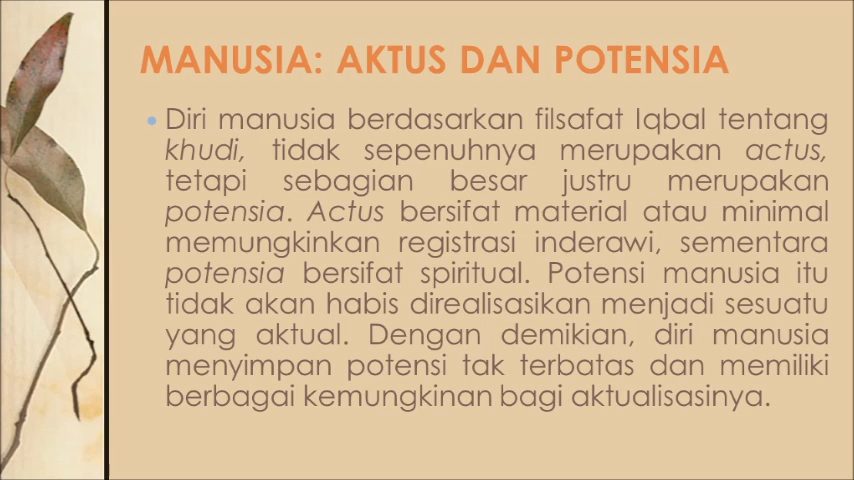 MANUSIA: AKTUS DAN POTENSIA
• Diri manusia berdasarkan filsafat Iqbal tentang
khudi, tidak sepenuhnya merupakan actus,
tetapi sebagian besar justru merupakan
potensia. Actus bersifat material atau minimal
memungkinkan registrasi inderawi, sementara
potensia bersifat spiritual. Potensi manusia itu
tidak akan habis direalisasikan menjadi sesuatu
yang aktual. Dengan demikian, diri manusia
menyimpan potensi tak terbatas dan memiliki
berbagai kemungkinan bagi aktualisasinya.